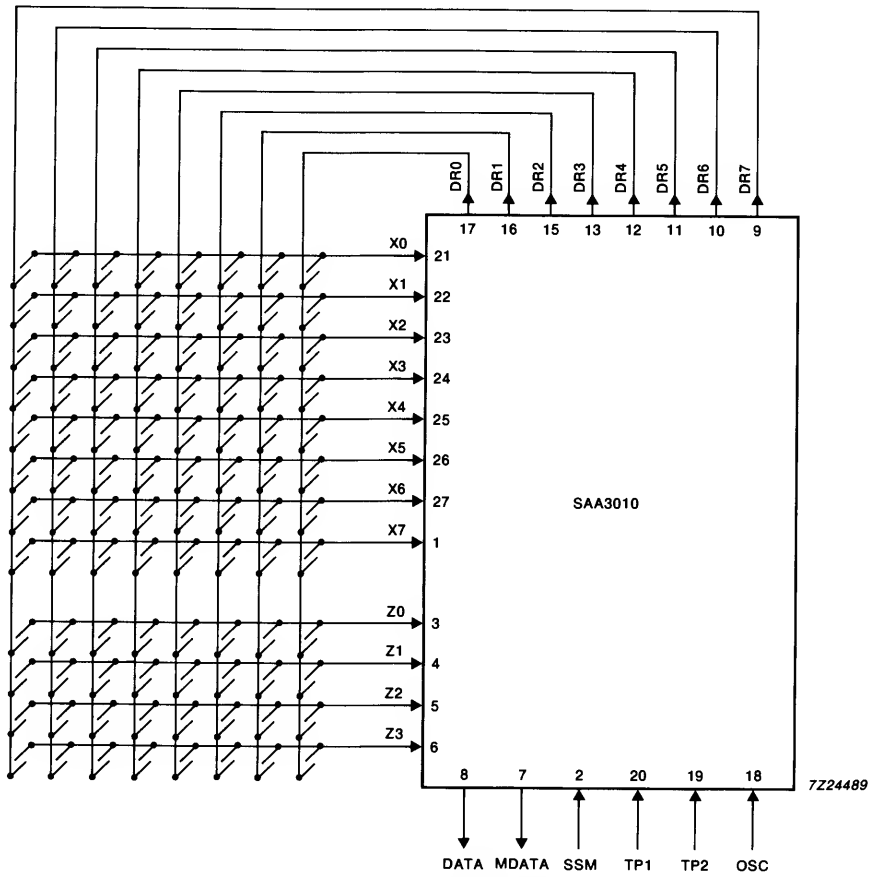 DR0 DR1 DR2 DR3 DR4 DR5 DR6 DR7
17 16 15 13 12 11 10 9
X0 21
X1 22
X2 23
X3 24
X4 25
X5 26
X6 27
SAA3010
X7 1
Z0 3
Z1 4
Z2 5
Z3 6
8 7 2 20 19 18
7Z24489
DATA MDATA SSM TP1 TP2 OSC